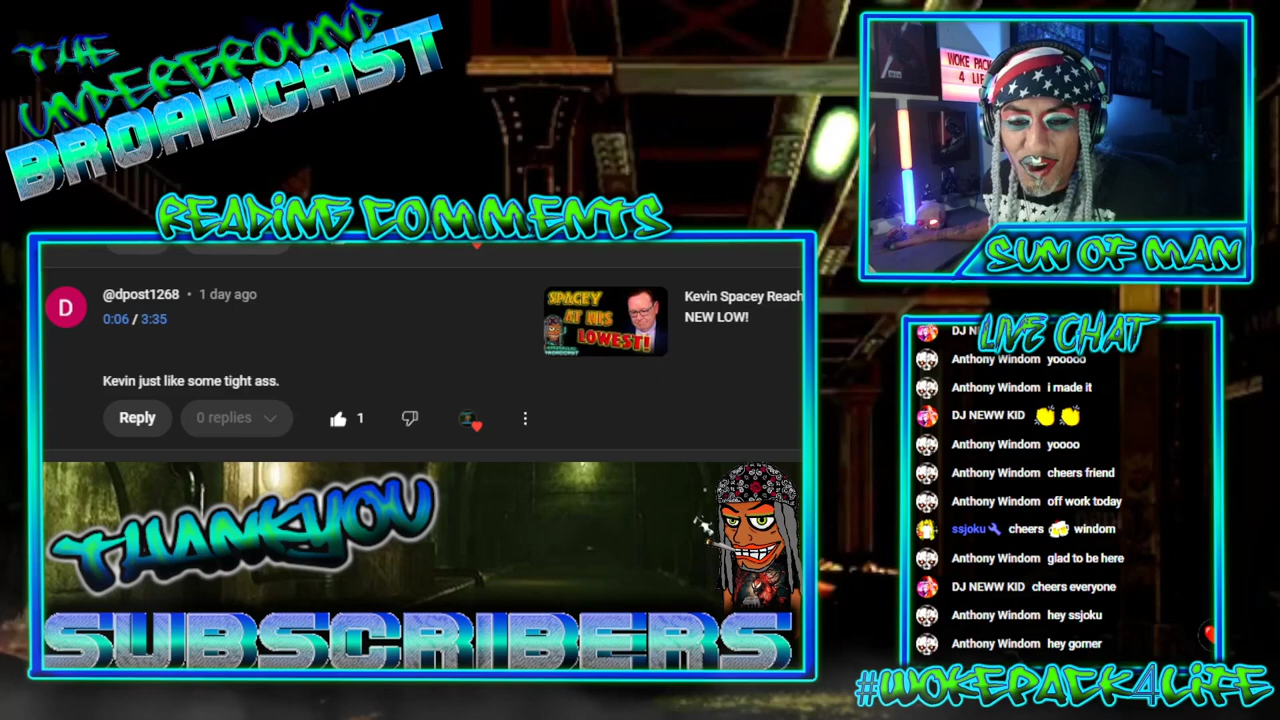 THE
UNDERGROUND
BROADCAST
WOKE PACK
4 LIF
READING COMMENTS
SUN OF MAN
D
@dpost1268 • 1 day ago
0:06 / 3:35
SPACEY
AT HIS
LOWEST!
Kevin Spacey Reach
NEW LOW!
Kevin just like some tight ass.
Reply
0 replies
1
THANKYOU
SUBSCRIBERS
LIVE CHAT
DJ N
Anthony Windom yooooo
Anthony Windom i made it
DJ NEWW KID 👏 👏
Anthony Windom yoooo
Anthony Windom cheers friend
Anthony Windom off work today
ssjoku cheers 🍻 windom
Anthony Windom glad to be here
DJ NEWW KID cheers everyone
Anthony Windom hey ssjoku
Anthony Windom hey gomer
#WOKEPACK4LIFE